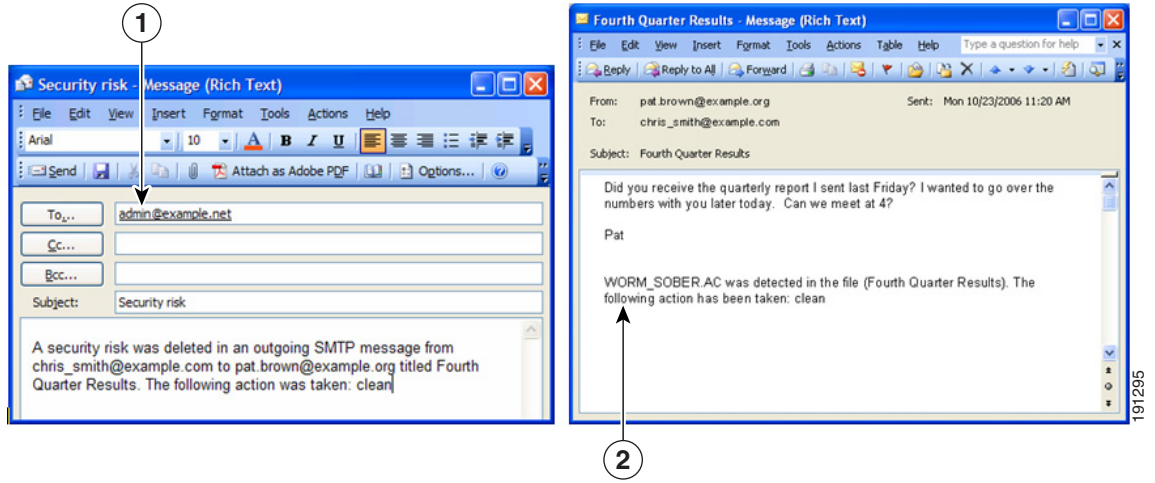 1
Security risk - Message (Rich Text)
File Edit View Insert Format Tools Actions Help
Arial 10 A B I U
Send Attach as Adobe PDF Options...
To... admin@example.net
Cc...
Bcc...
Subject: Security risk
A security risk was deleted in an outgoing SMTP message from
chris_smith@example.com to pat.brown@example.org titled Fourth
Quarter Results. The following action was taken: clean
Fourth Quarter Results - Message (Rich Text)
File Edit View Insert Format Tools Actions Table Help Type a question for help
Reply Reply to All Forward
From: pat.brown@example.org Sent: Mon 10/23/2006 11:20 AM
To: chris_smith@example.com
Subject: Fourth Quarter Results
Did you receive the quarterly report I sent last Friday? I wanted to go over the
numbers with you later today. Can we meet at 4?
Pat
WORM_SOBER.AC was detected in the file (Fourth Quarter Results). The
following action has been taken: clean
2
191295